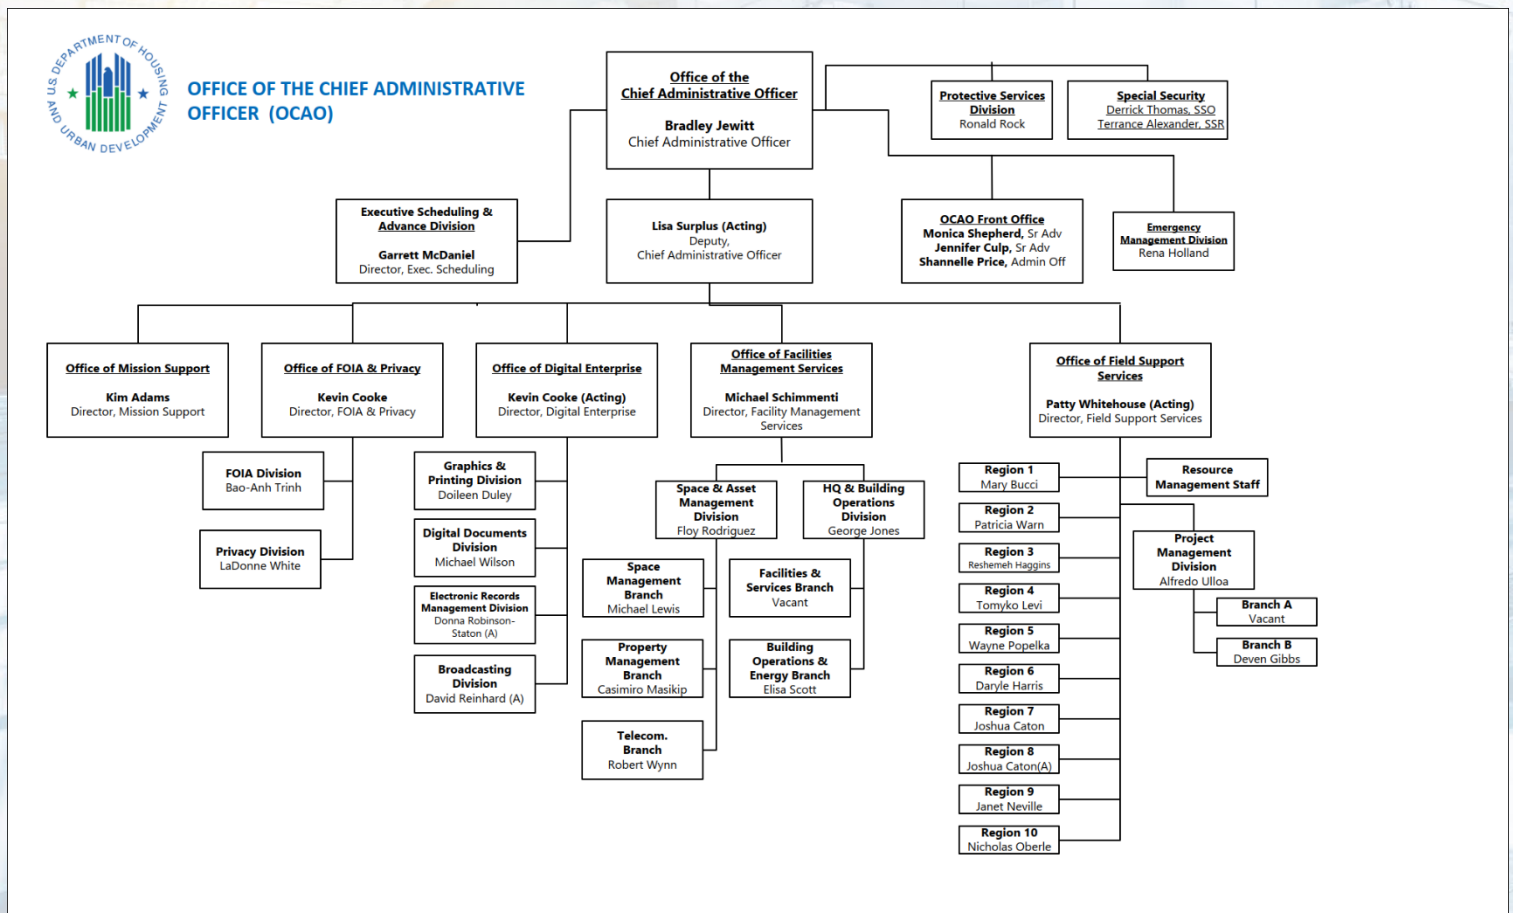 U.S. DEPARTMENT OF HOUSING
AND URBAN DEVELOPMENT
OFFICE OF THE CHIEF ADMINISTRATIVE
OFFICER (OCAO)
Office of the
Chief Administrative Officer
Bradley Jewitt
Chief Administrative Officer
Protective Services
Division
Ronald Rock
Special Security
Derrick Thomas, SSO
Terrance Alexander, SSR
Executive Scheduling &
Advance Division
Garrett McDaniel
Director, Exec. Scheduling
Lisa Surplus (Acting)
Deputy,
Chief Administrative Officer
OCAO Front Office
Monica Shepherd, Sr Adv
Jennifer Culp, Sr Adv
Shannelle Price, Admin Off
Emergency
Management Division
Rena Holland
Office of Mission Support
Kim Adams
Director, Mission Support
Office of FOIA & Privacy
Kevin Cooke
Director, FOIA & Privacy
Office of Digital Enterprise
Kevin Cooke (Acting)
Director, Digital Enterprise
Office of Facilities
Management Services
Michael Schimmenti
Director, Facility Management
Services
Office of Field Support
Services
Patty Whitehouse (Acting)
Director, Field Support Services
FOIA Division
Bao-Anh Trinh
Privacy Division
LaDonne White
Graphics &
Printing Division
Doileen Duley
Digital Documents
Division
Michael Wilson
Electronic Records
Management Division
Donna Robinson-
Staton (A)
Broadcasting
Division
David Reinhard (A)
Space & Asset
Management
Division
Floy Rodriguez
Space
Management
Branch
Michael Lewis
Property
Management
Branch
Casimiro Masikip
Telecom.
Branch
Robert Wynn
HQ & Building
Operations
Division
George Jones
Facilities &
Services Branch
Vacant
Building
Operations &
Energy Branch
Elisa Scott
Region 1
Mary Bucci
Region 2
Patricia Warn
Region 3
Reshemeh Haggins
Region 4
Tomyko Levi
Region 5
Wayne Popelka
Region 6
Daryle Harris
Region 7
Joshua Caton
Region 8
Joshua Caton(A)
Region 9
Janet Neville
Region 10
Nicholas Oberle
Resource
Management Staff
Project
Management
Division
Alfredo Ulloa
Branch A
Vacant
Branch B
Deven Gibbs